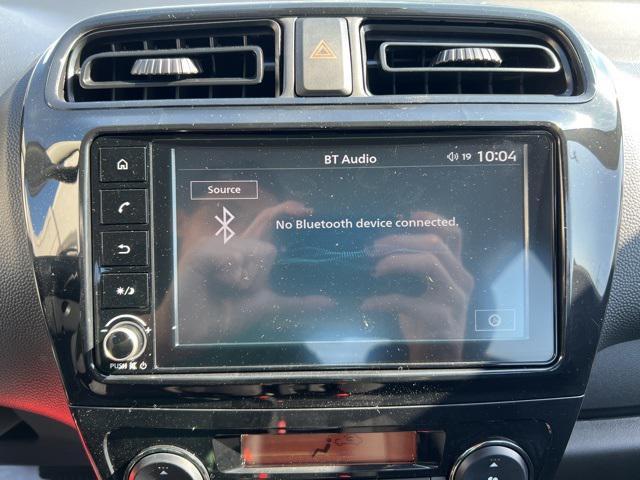 BT Audio
19 10:04
Source
No Bluetooth device connected.
PUSH